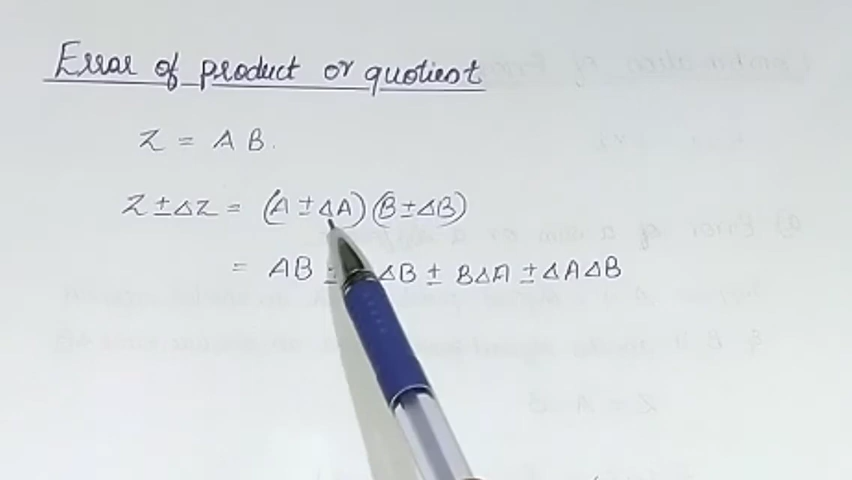 Error of product or quotient
Z = A B.
Z ± ΔZ = (A ± ΔA) (B ± ΔB)
= AB ± ΔB ± BΔA ± ΔAΔB